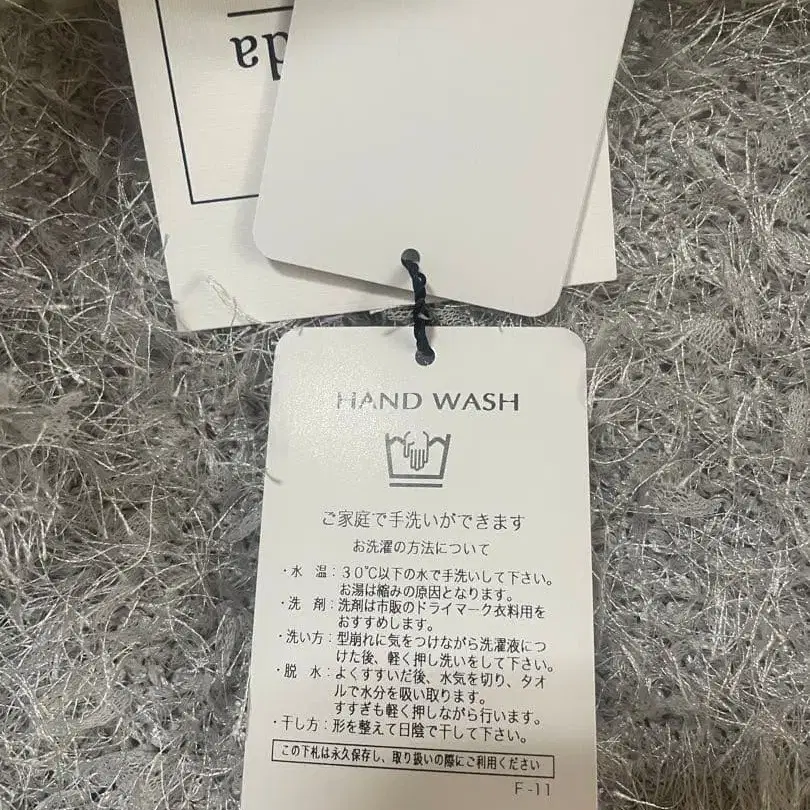 HAND WASH
ご家庭で手洗いができます
お洗濯の方法について
・水　温：30℃以下の水で手洗いして下さい。
お湯は縮みの原因となります。
・洗　剤：洗剤は市販のドライマーク衣料用を
おすすめします。
・洗い方：型崩れに気をつけながら洗濯液につ
けた後、軽く押し洗いをして下さい。
・脱　水：よくすすいだ後、水気を切り、タオ
ルで水分を吸い取ります。
すすぎも軽く押しながら行います。
・干し方：形を整えて日陰で干して下さい。
この下札は永久保存し、取り扱いの際にご利用ください
F-11